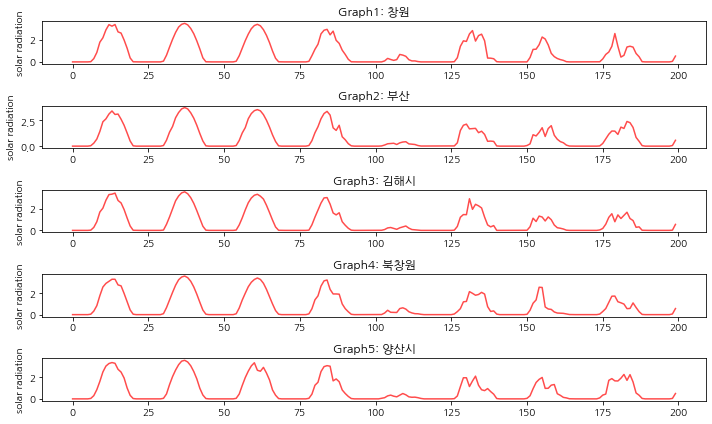 Graph1: 창원
solar radiation
2
0
0 25 50 75 100 125 150 175 200
Graph2: 부산
solar radiation
2.5
0.0
0 25 50 75 100 125 150 175 200
Graph3: 김해시
solar radiation
2
0
0 25 50 75 100 125 150 175 200
Graph4: 북창원
solar radiation
2
0
0 25 50 75 100 125 150 175 200
Graph5: 양산시
solar radiation
2
0
0 25 50 75 100 125 150 175 200